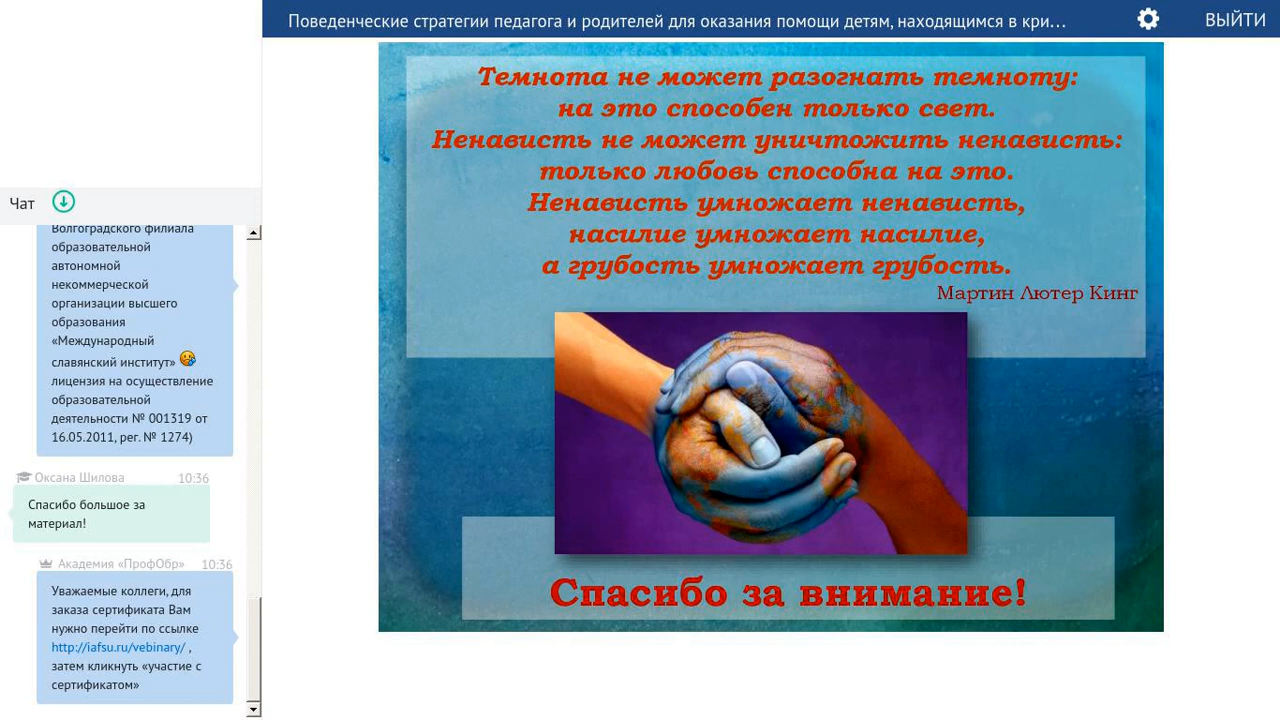 Поведенческие стратегии педагога и родителей для оказания помощи детям, находящимся в кри...
ВЫЙТИ
Чат
Волгоградского филиала
образовательной
автономной
некоммерческой
организации высшего
образования
«Международный
славянский институт»
лицензия на осуществление
образовательной
деятельности № 001319 от
16.05.2011, рег. № 1274)
Оксана Шилова 10:36
Спасибо большое за
материал!
Академия «ПрофОбр» 10:36
Уважаемые коллеги, для
заказа сертификата Вам
нужно перейти по ссылке
http://iafsu.ru/vebinary/ ,
затем кликнуть «участие с
сертификатом»
Темнота не может разогнать темноту:
на это способен только свет.
Ненависть не может уничтожить ненависть:
только любовь способна на это.
Ненависть умножает ненависть,
насилие умножает насилие,
а грубость умножает грубость.
Мартин Лютер Кинг
Спасибо за внимание!